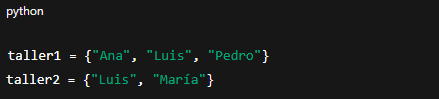 python
taller1 = {"Ana", "Luis", "Pedro"}
taller2 = {"Luis", "María"}